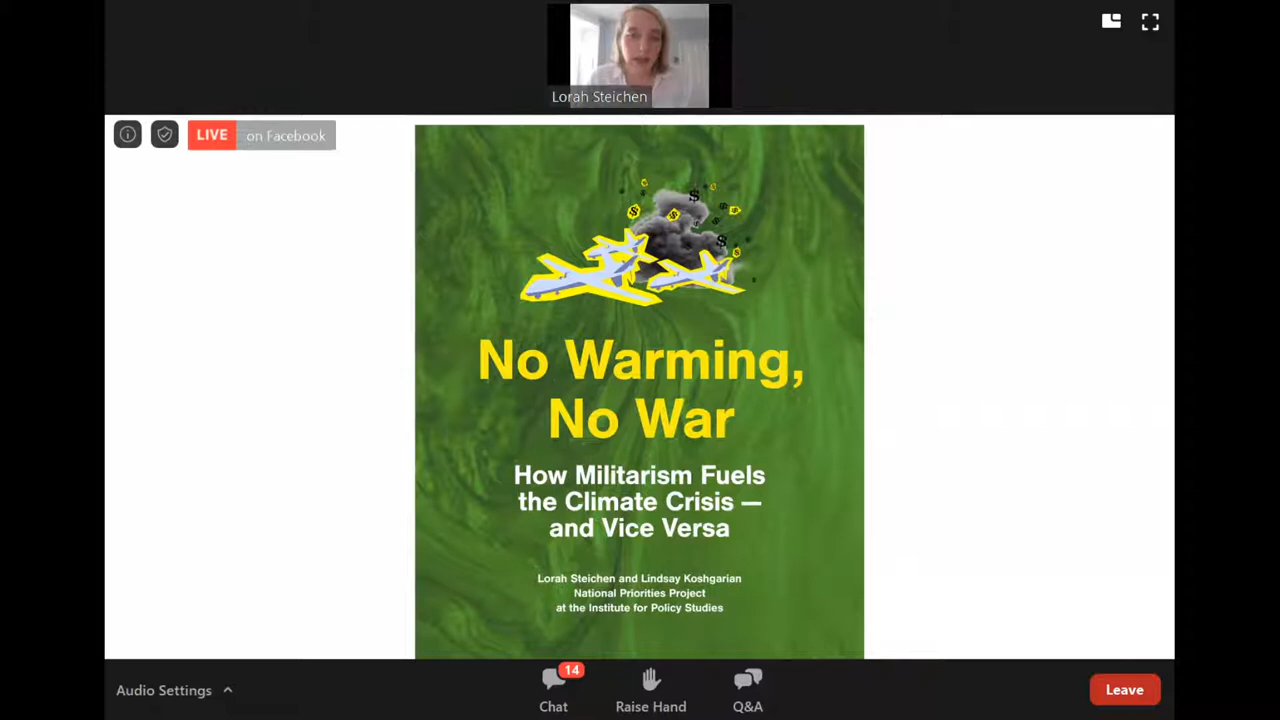 Lorah Steichen
LIVE on Facebook
No Warming,
No War
How Militarism Fuels
the Climate Crisis —
and Vice Versa
Lorah Steichen and Lindsay Koshgarian
National Priorities Project
at the Institute for Policy Studies
Audio Settings
14
Chat
Raise Hand
Q&A
Leave